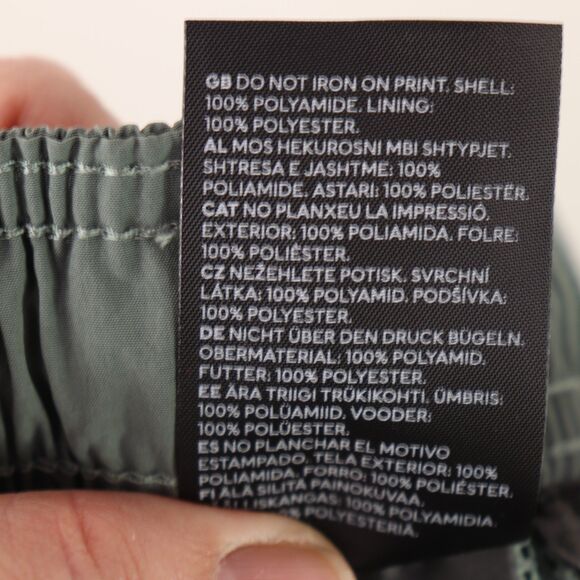 GB DO NOT IRON ON PRINT. SHELL:
100% POLYAMIDE. LINING:
100% POLYESTER.
AL MOS HEKUROSNI MBI SHTYPJET.
SHTRESA E JASHTME: 100%
POLIAMIDE. ASTARI: 100% POLIESTËR.
CAT NO PLANXEU LA IMPRESSIÓ.
EXTERIOR: 100% POLIAMIDA. FOLRE:
100% POLIÈSTER.
CZ NEŽEHLETE POTISK. SVRCHNÍ
LÁTKA: 100% POLYAMID. PODŠÍVKA:
100% POLYESTER.
DE NICHT ÜBER DEN DRUCK BÜGELN.
OBERMATERIAL: 100% POLYAMID.
FUTTER: 100% POLYESTER.
EE ÄRA TRIIGI TRÜKIKOHTI. ÜMBRIS:
100% POLÜAMIID. VOODER:
100% POLÜESTER.
ES NO PLANCHAR EL MOTIVO
ESTAMPADO. TELA EXTERIOR: 100%
POLIAMIDA. FORRO: 100% POLIÉSTER.
FI ÄLÄ SILITÄ PAINOKUVAA.
100% POLYAMIDIA
POLYESTERIA.